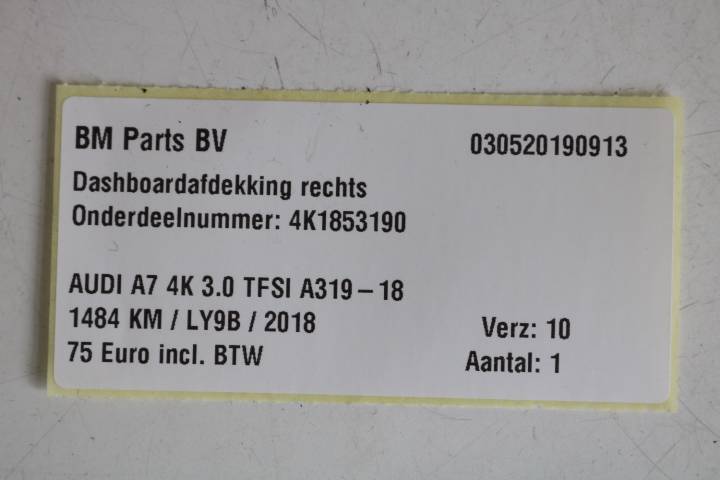 BM Parts BV 030520190913
Dashboardafdekking rechts
Onderdeelnummer: 4K1853190
AUDI A7 4K 3.0 TFSI A319-18
1484 KM / LY9B / 2018 Verz: 10
75 Euro incl. BTW Aantal: 1